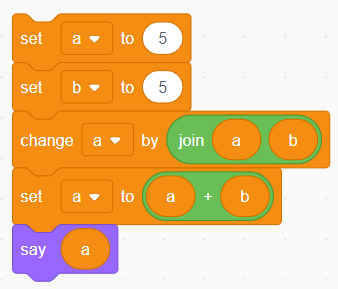 set a to 5
set b to 5
change a by join a b
set a to a + b
say a